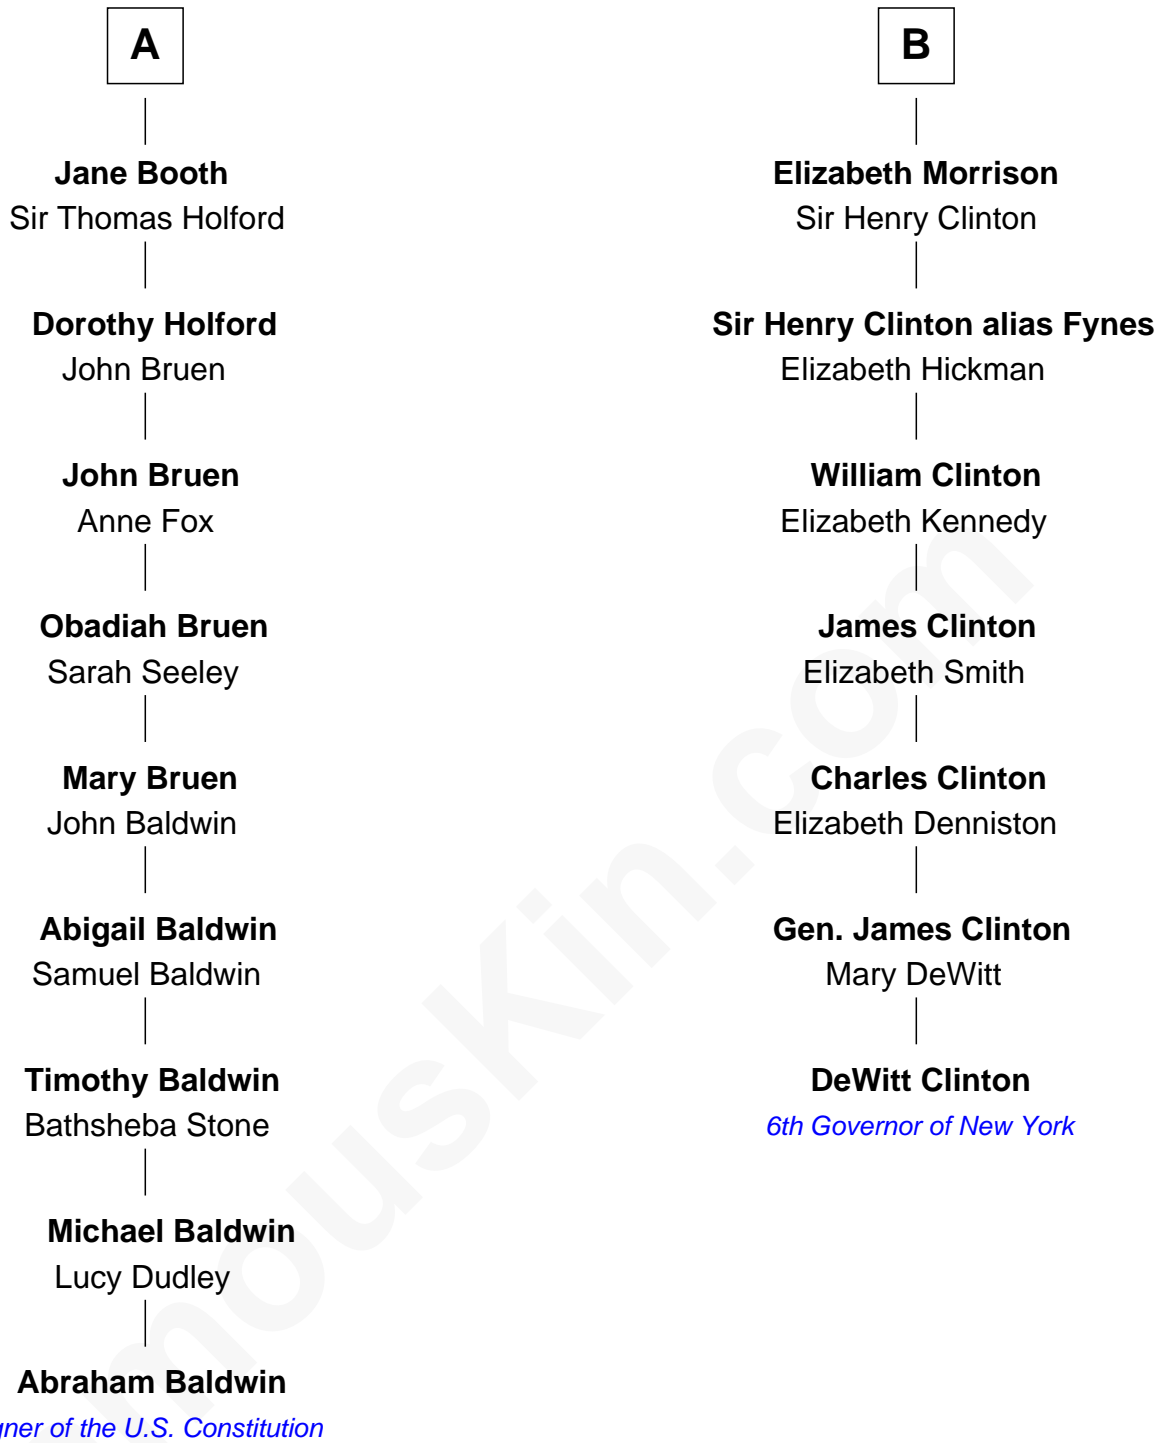 A
Jane Booth
Sir Thomas Holford
Dorothy Holford
John Bruen
John Bruen
Anne Fox
Obadiah Bruen
Sarah Seeley
Mary Bruen
John Baldwin
Abigail Baldwin
Samuel Baldwin
Timothy Baldwin
Bathsheba Stone
Michael Baldwin
Lucy Dudley
Abraham Baldwin
gner of the U.S. Constitution
B
Elizabeth Morrison
Sir Henry Clinton
Sir Henry Clinton alias Fynes
Elizabeth Hickman
William Clinton
Elizabeth Kennedy
James Clinton
Elizabeth Smith
Charles Clinton
Elizabeth Denniston
Gen. James Clinton
Mary DeWitt
DeWitt Clinton
6th Governor of New York
mousKin.com